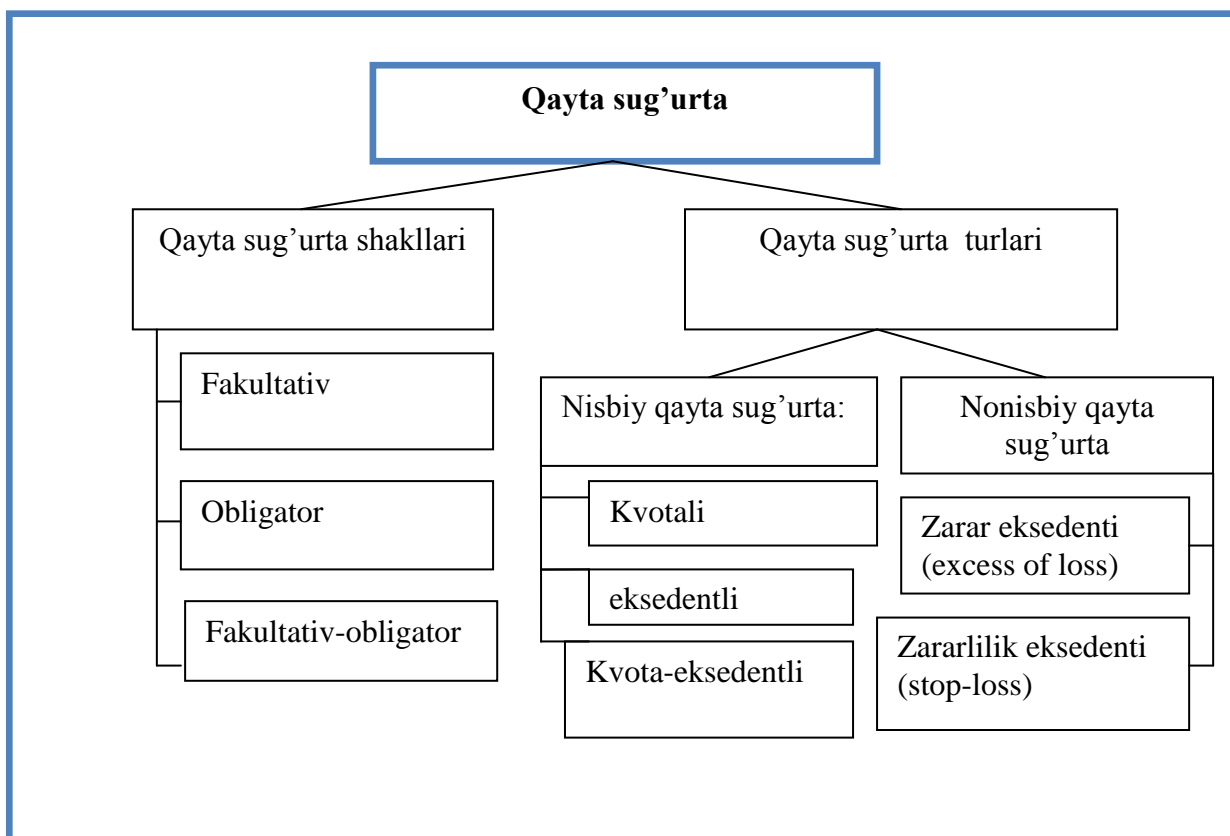 Qayta sug’urta
Qayta sug’urta shakllari
Fakultativ
Obligator
Fakultativ-obligator
Qayta sug’urta turlari
Nisbiy qayta sug’urta:
Kvotali
eksedentli
Kvota-eksedentli
Nonisbiy qayta
sug’urta
Zarar eksedenti
(excess of loss)
Zararlilik eksedenti
(stop-loss)